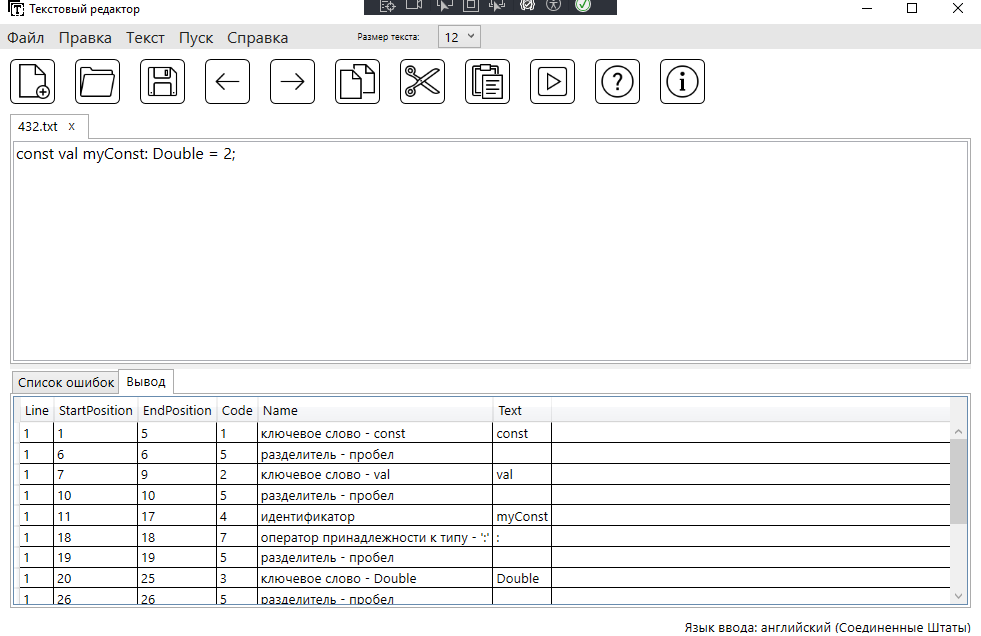 Текстовый редактор
Файл Правка Текст Пуск Справка Размер текста: 12
432.txt x
const val myConst: Double = 2;
Список ошибок Вывод
Line StartPosition EndPosition Code Name Text
1 1 5 1 ключевое слово - const const
1 6 6 5 разделитель - пробел
1 7 9 2 ключевое слово - val val
1 10 10 5 разделитель - пробел
1 11 17 4 идентификатор myConst
1 18 18 7 оператор принадлежности к типу - ':' :
1 19 19 5 разделитель - пробел
1 20 25 3 ключевое слово - Double Double
1 26 26 5 разделитель - пробел
Язык ввода: английский (Соединенные Штаты)